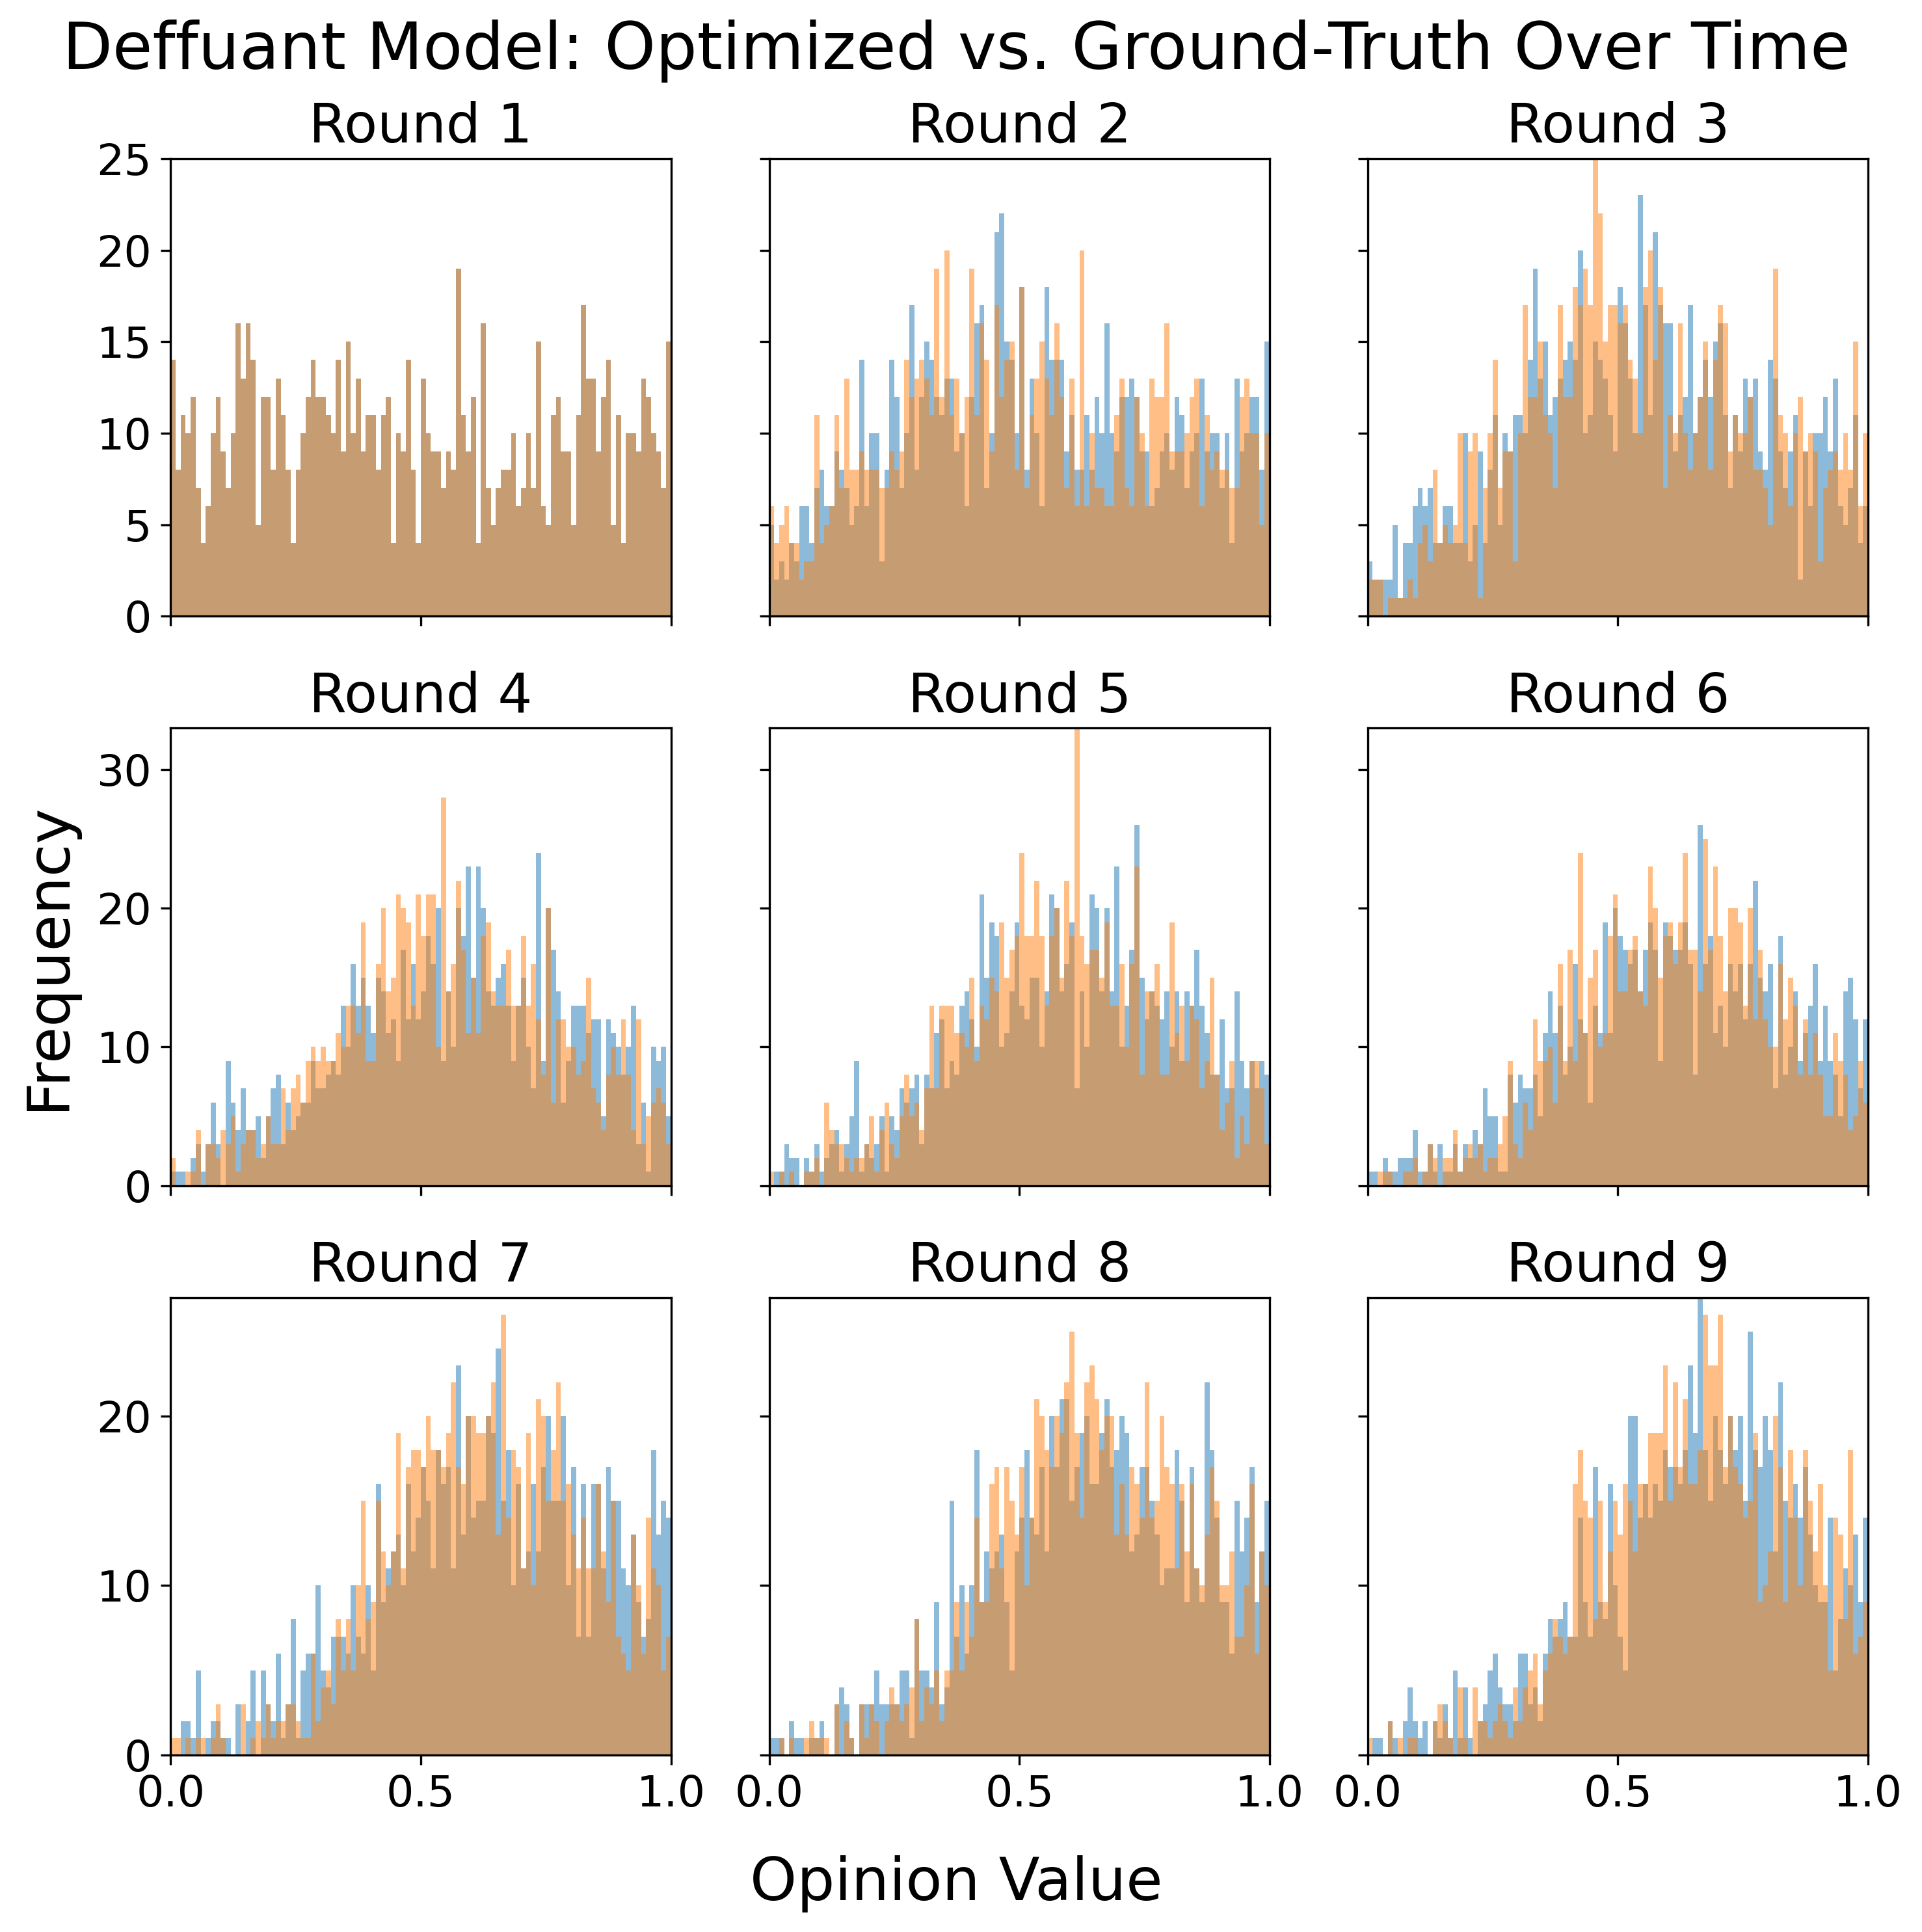 Deffuant Model: Optimized vs. Ground-Truth Over Time
Round 1
Round 2
Round 3
25
20
15
10
5
0
Round 4
Round 5
Round 6
30
20
10
0
Frequency
Round 7
Round 8
Round 9
20
10
0
0.0 0.5 1.0
0.0 0.5 1.0
0.0 0.5 1.0
Opinion Value